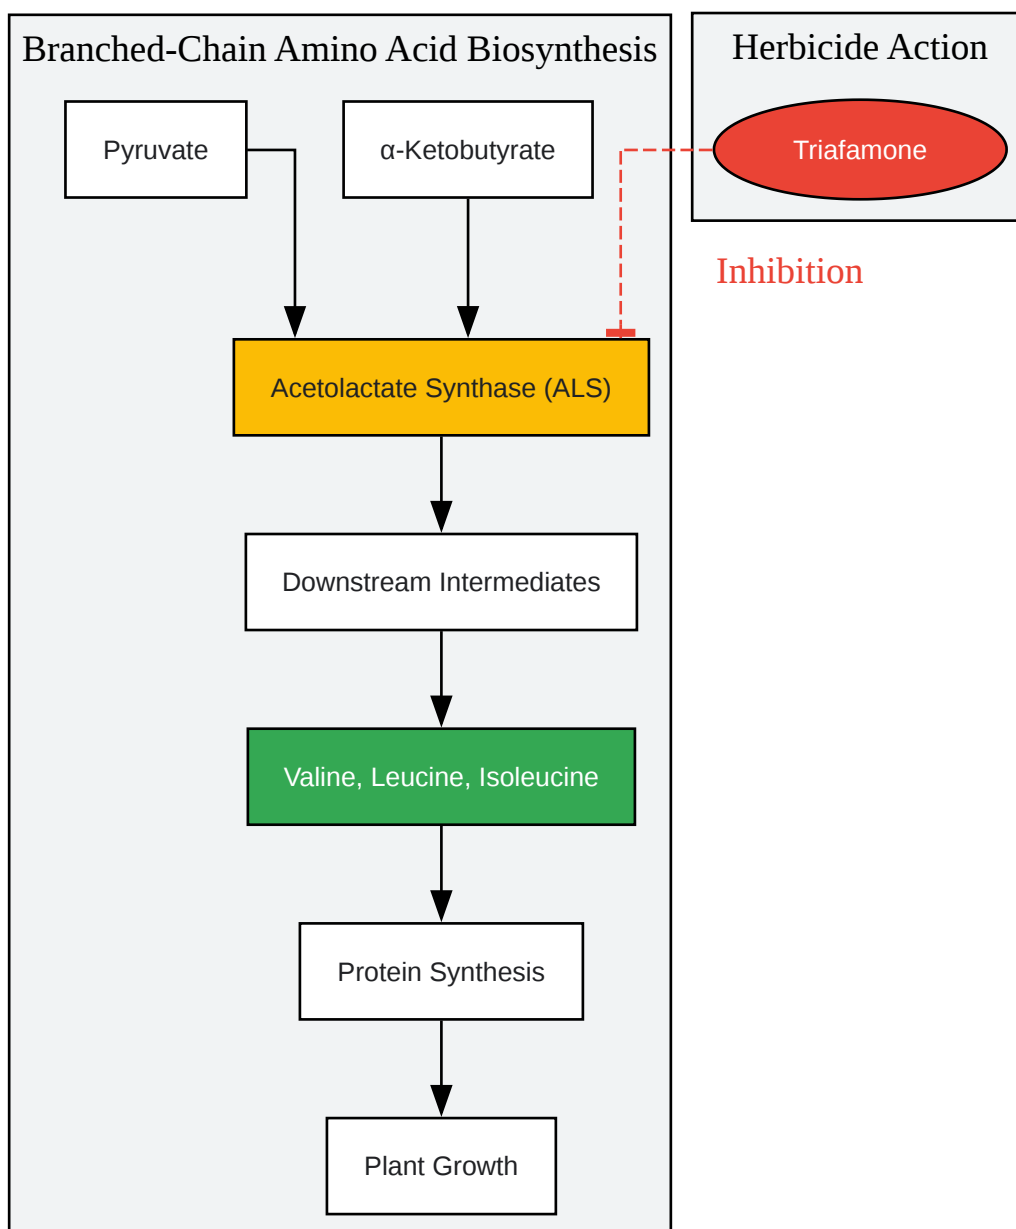 Branched-Chain Amino Acid Biosynthesis
Herbicide Action
Pyruvate
α-Ketobutyrate
Triafamone
Inhibition
Acetolactate Synthase (ALS)
Downstream Intermediates
Valine, Leucine, Isoleucine
Protein Synthesis
Plant Growth